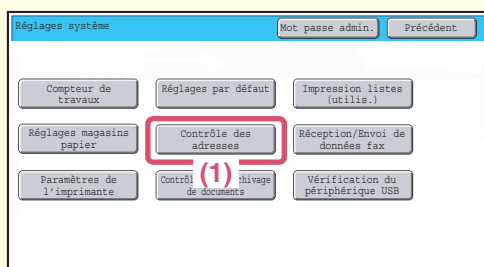 Réglages système
Mot passe admin.
Précédent
Compteur de
travaux
Réglages par défaut
Impression listes
(utilis.)
Réglages magasins
papier
Contrôle des
adresses
Réception/Envoi de
données fax
Paramètres de
l'imprimante
(1)
de documents
Vérification du
périphérique USB